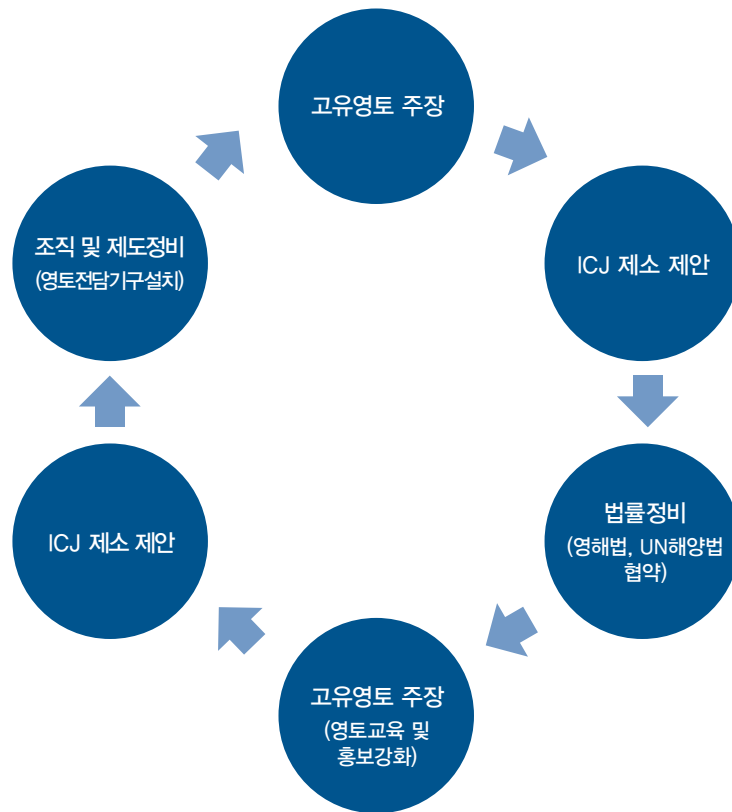 고유영토 주장
ICJ 제소 제안
법률정비
(영해법, UN해양법
협약)
고유영토 주장
(영토교육 및
홍보강화)
ICJ 제소 제안
조직 및 제도정비
(영토전담기구설치)